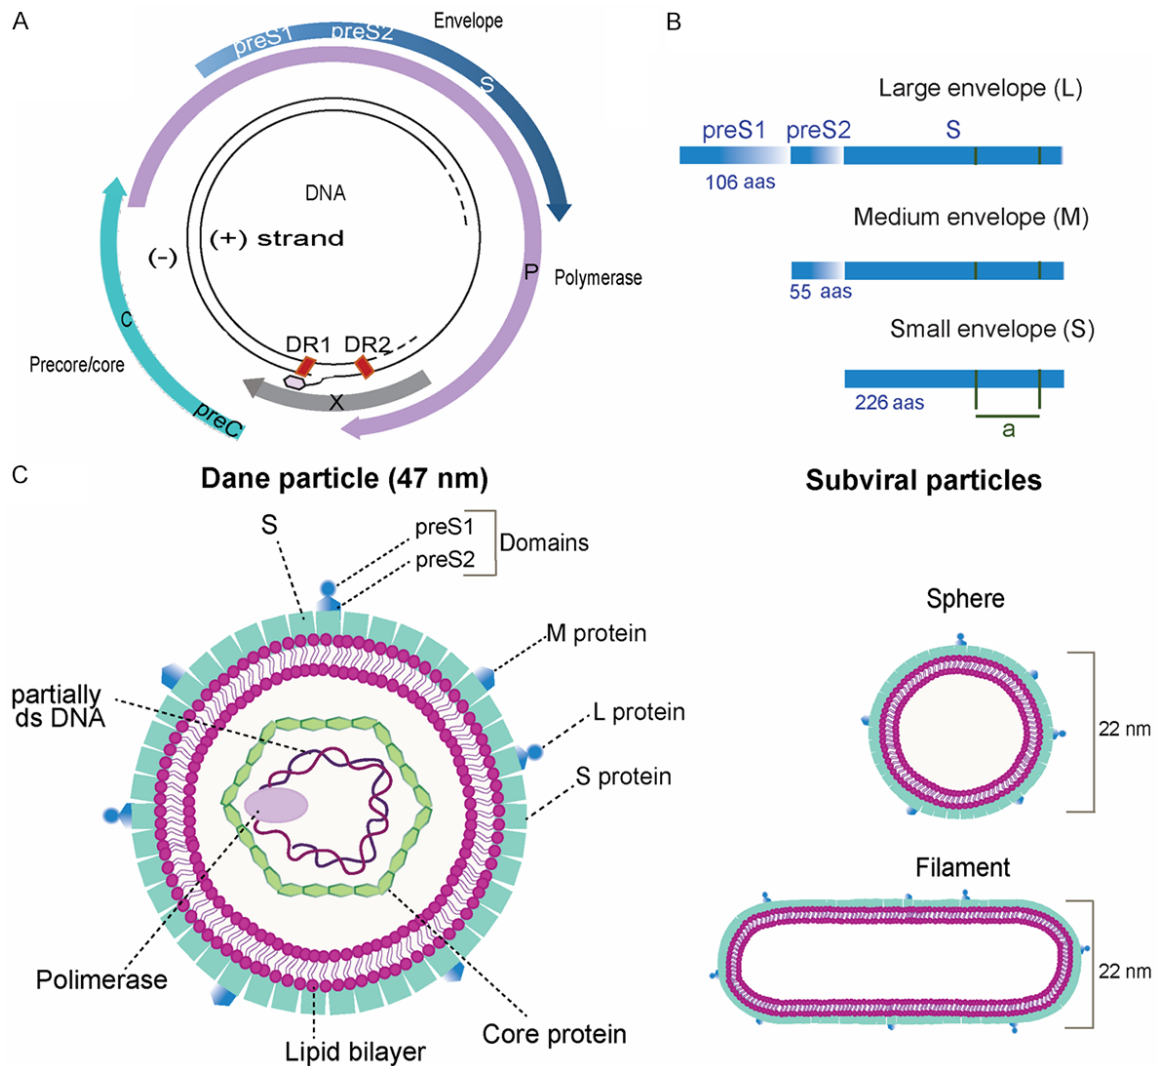 A
Envelope
preS1
preS2
S
DNA
(+) strand
(-)
P
Polymerase
C
Precore/core
preC
DR1
DR2
X
B
Large envelope (L)
preS1
preS2
S
106 aas
Medium envelope (M)
55 aas
Small envelope (S)
226 aas
a
C
Dane particle (47 nm)
S
preS1
preS2
Domains
M protein
partially
ds DNA
L protein
S protein
Polimerase
Core protein
Lipid bilayer
Subviral particles
Sphere
22 nm
Filament
22 nm